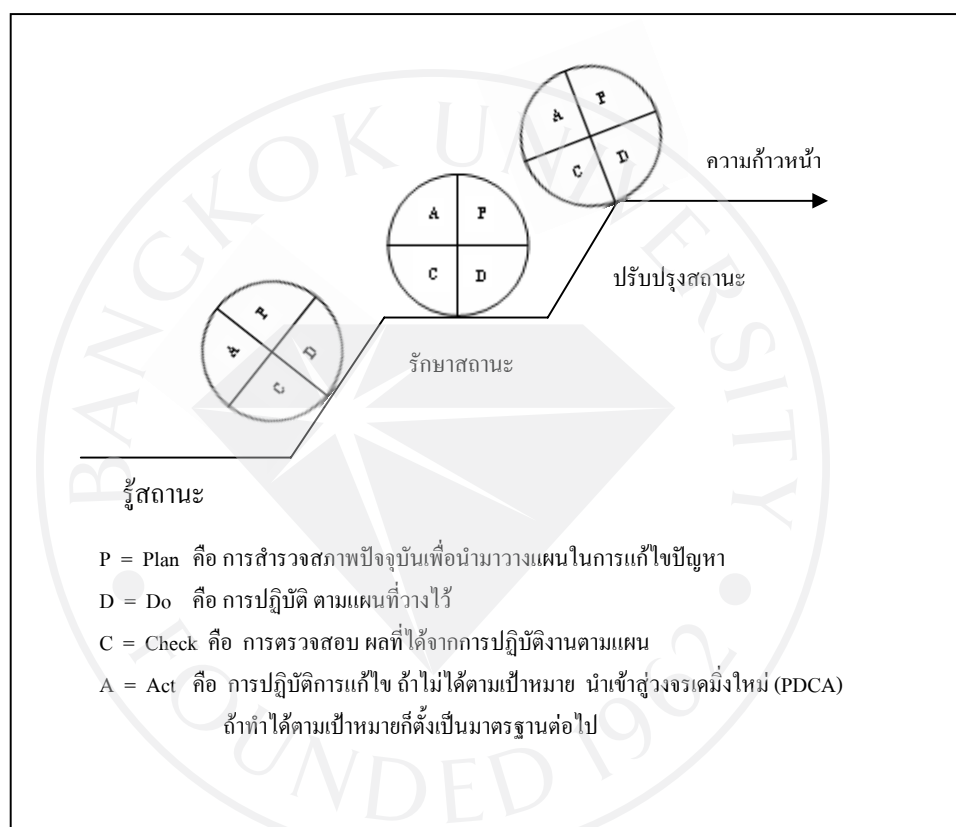 P
A
D
C
ความก้าวหน้า
A
P
C
D
ปรับปรุงสถานะ
P
A
D
C
รักษาสถานะ
รู้สถานะ
P = Plan คือ การสำรวจสภาพปัจจุบันเพื่อนำมาวางแผนในการแก้ไขปัญหา
D = Do คือ การปฏิบัติ ตามแผนที่วางไว้
C = Check คือ การตรวจสอบ ผลที่ได้จากการปฏิบัติงานตามแผน
A = Act คือ การปฏิบัติการแก้ไข ถ้าไม่ได้ตามเป้าหมาย นำเข้าสู่วงจรเดมิ่งใหม่ (PDCA)
ถ้าทำได้ตามเป้าหมายก็ตั้งเป็นมาตรฐานต่อไป
BANGKOK UNIVERSITY
FOUNDED 1962